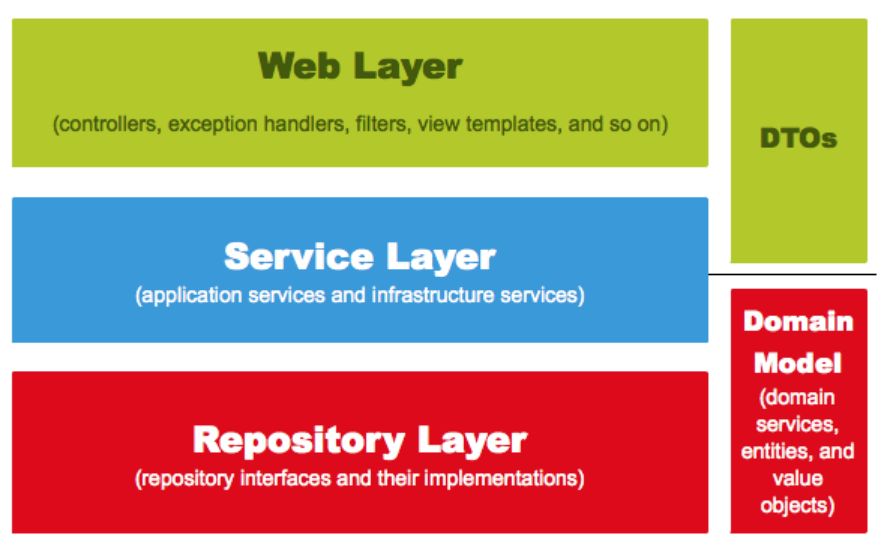 Web Layer
(controllers, exception handlers, filters, view templates, and so on)
DTOs
Service Layer
(application services and infrastructure services)
Repository Layer
(repository interfaces and their implementations)
Domain
Model
(domain
services,
entities, and
value
objects)